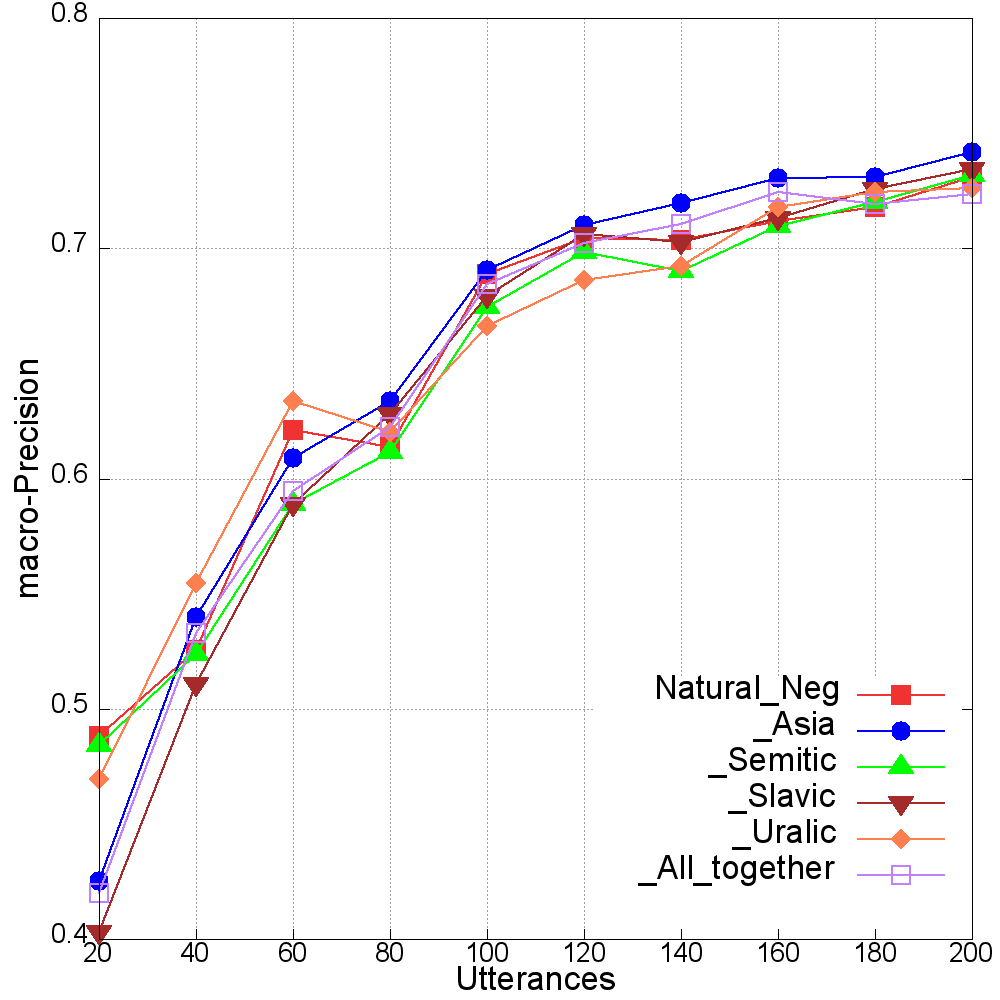 0.8
0.7
0.6
0.5
0.4
macro-Precision
Natural_Neg
_Asia
_Semitic
_Slavic
_Uralic
_All_together
20 40 60 80 100 120 140 160 180 200
Utterances